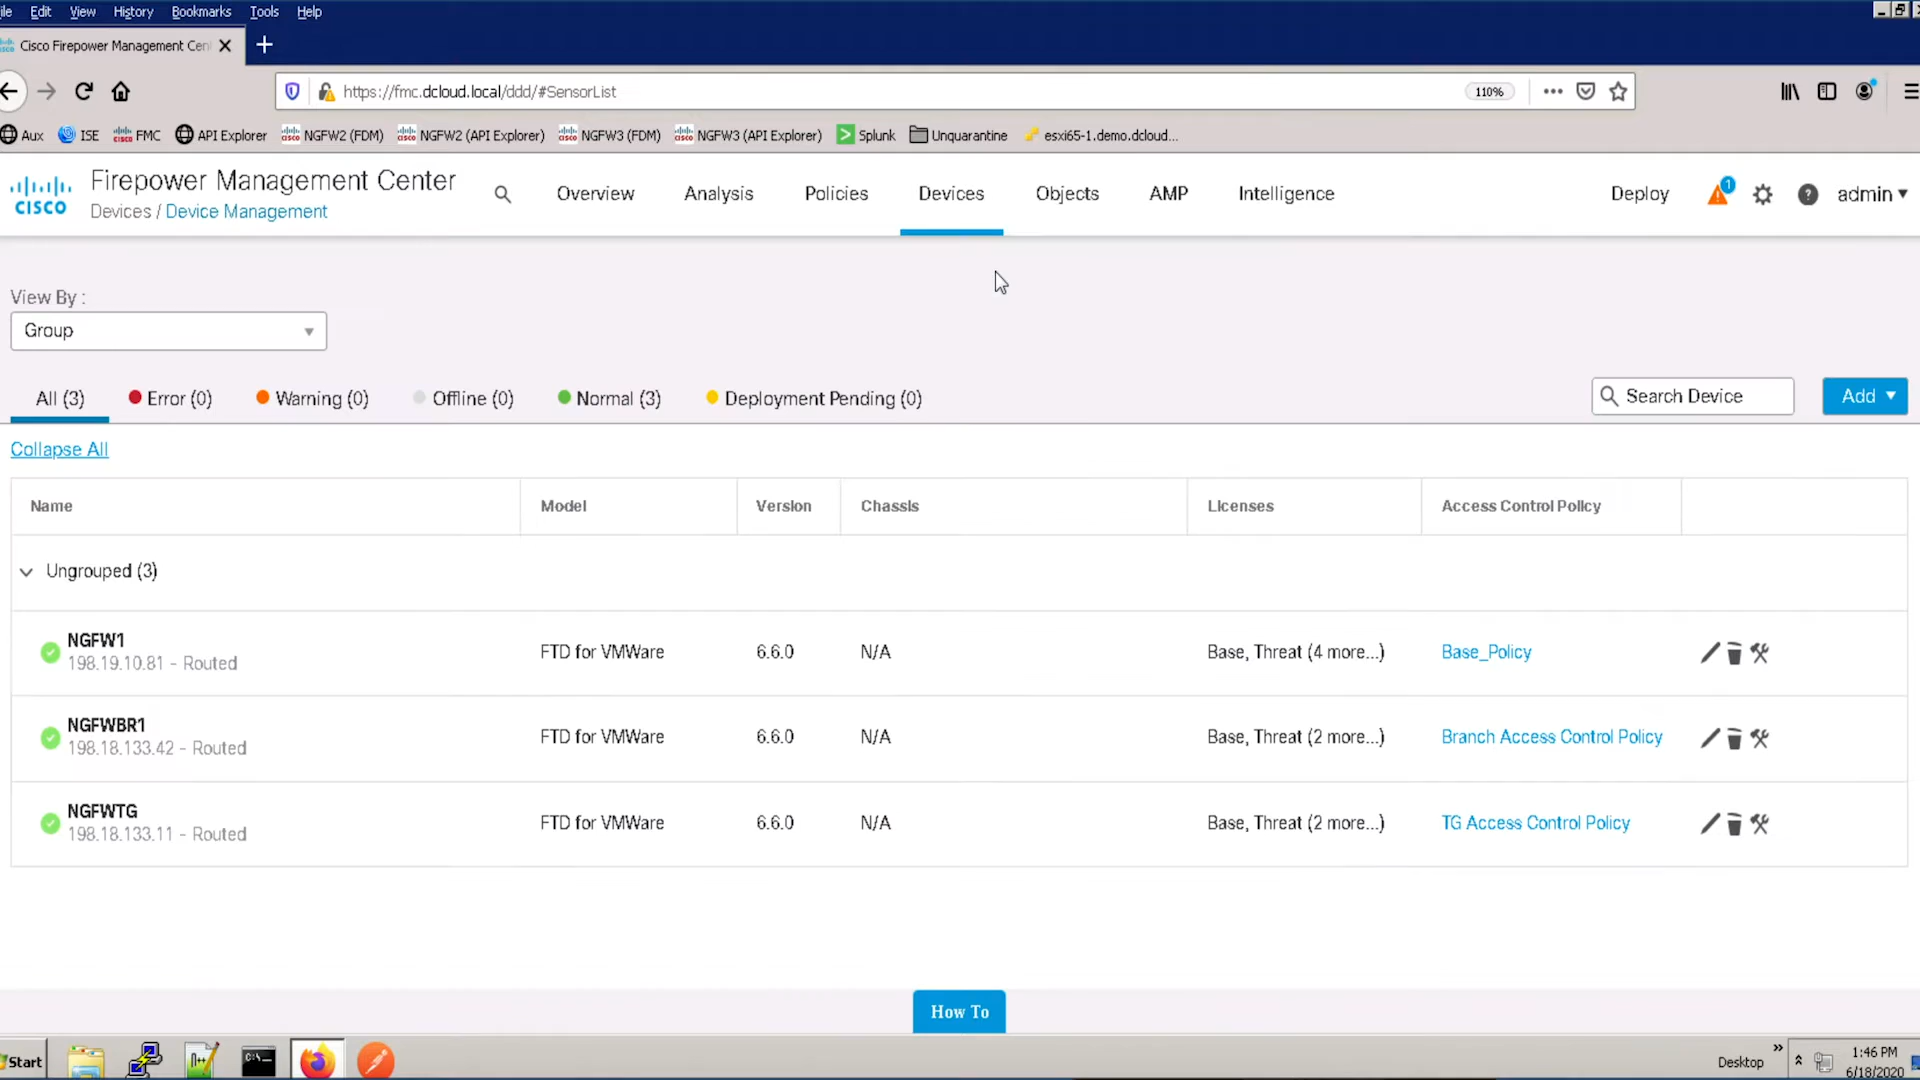 ile Edit View History Bookmarks Tools Help
Cisco Firepower Management Cen
https://fmc.dcloud.local/ddd/#SensorList 110%
Aux ISE FMC API Explorer NGFW2 (FDM) NGFW2 (API Explorer) NGFW3 (FDM) NGFW3 (API Explorer) Splunk Unquarantine esxi65-1.demo.dcloud...
CISCO
Firepower Management Center
Devices / Device Management
Overview Analysis Policies Devices Objects AMP Intelligence Deploy 1 admin
View By :
Group
All (3) Error (0) Warning (0) Offline (0) Normal (3) Deployment Pending (0) Search Device Add
Collapse All
Name Model Version Chassis Licenses Access Control Policy
Ungrouped (3)
NGFW1
198.19.10.81 - Routed
FTD for VMWare 6.6.0 N/A Base, Threat (4 more...) Base_Policy
NGFWBR1
198.18.133.42 - Routed
FTD for VMWare 6.6.0 N/A Base, Threat (2 more...) Branch Access Control Policy
NGFWTG
198.18.133.11 - Routed
FTD for VMWare 6.6.0 N/A Base, Threat (2 more...) TG Access Control Policy
How To
Start Desktop 1:46 PM
6/18/2020